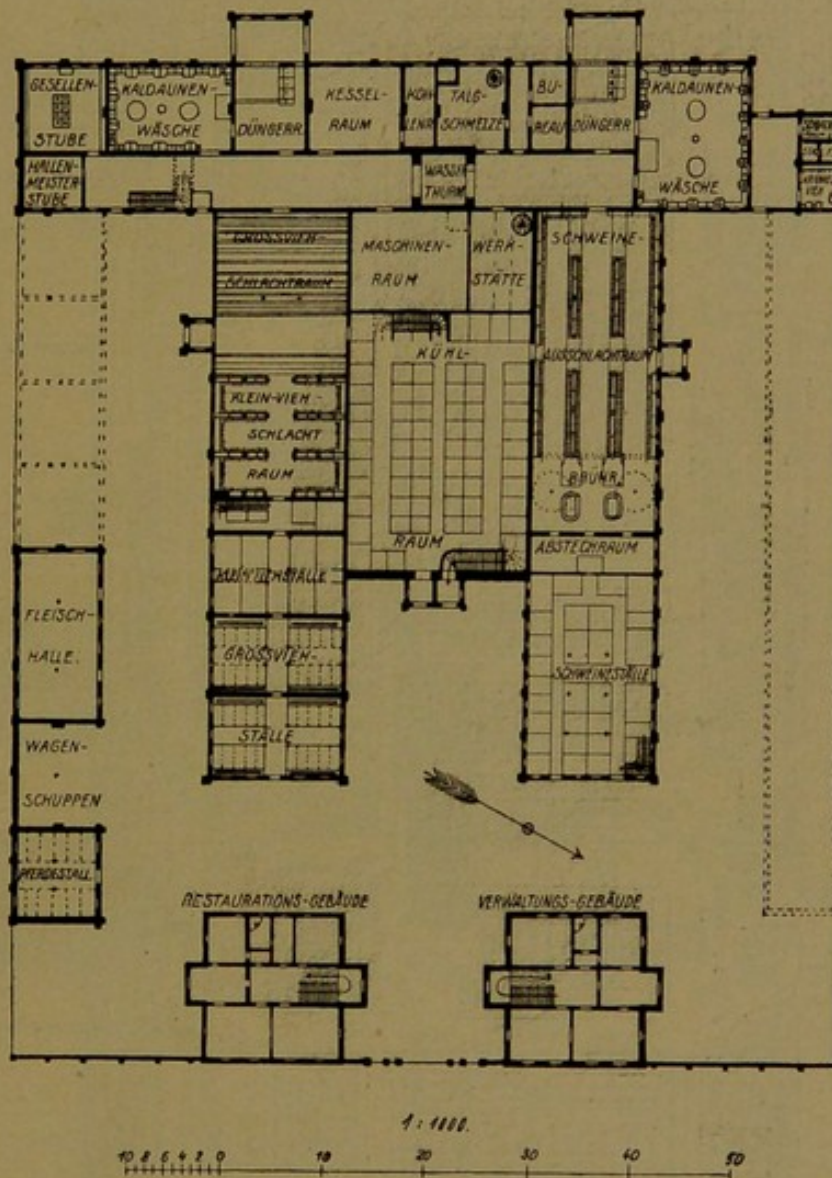 GESELLEN-
STUBE
KALDAUNEN-
WÄSCHE
DÜNGERR.
KESSEL-
RAUM
KOH
LENR.
TALG-
SCHMELZE
BU-
REAU
DÜNGERR.
KALDAUNEN-
WÄSCHE
HALLEN-
MEISTER
STUBE
WASSER
THURM
GROSSVIEH-
SCHLACHTRAUM
MASCHINEN-
RAUM
WERK-
STÄTTE
SCHWEINE-
AUSSCHLACHTRAUM
KÜHL-
RAUM
KLEIN-VIEH-
SCHLACHT
RAUM
BRÜHR.
ABSTECHRAUM
FLEISCH-
HALLE.
GROSSVIEH-
STÄLLE
SCHWEINESTÄLLE
WAGEN-
SCHUPPEN
PFERDESTALL
RESTAURATIONS-GEBÄUDE
VERWALTUNGS-GEBÄUDE
1:1000.
10 8 6 4 2 0 10 20 30 40 50